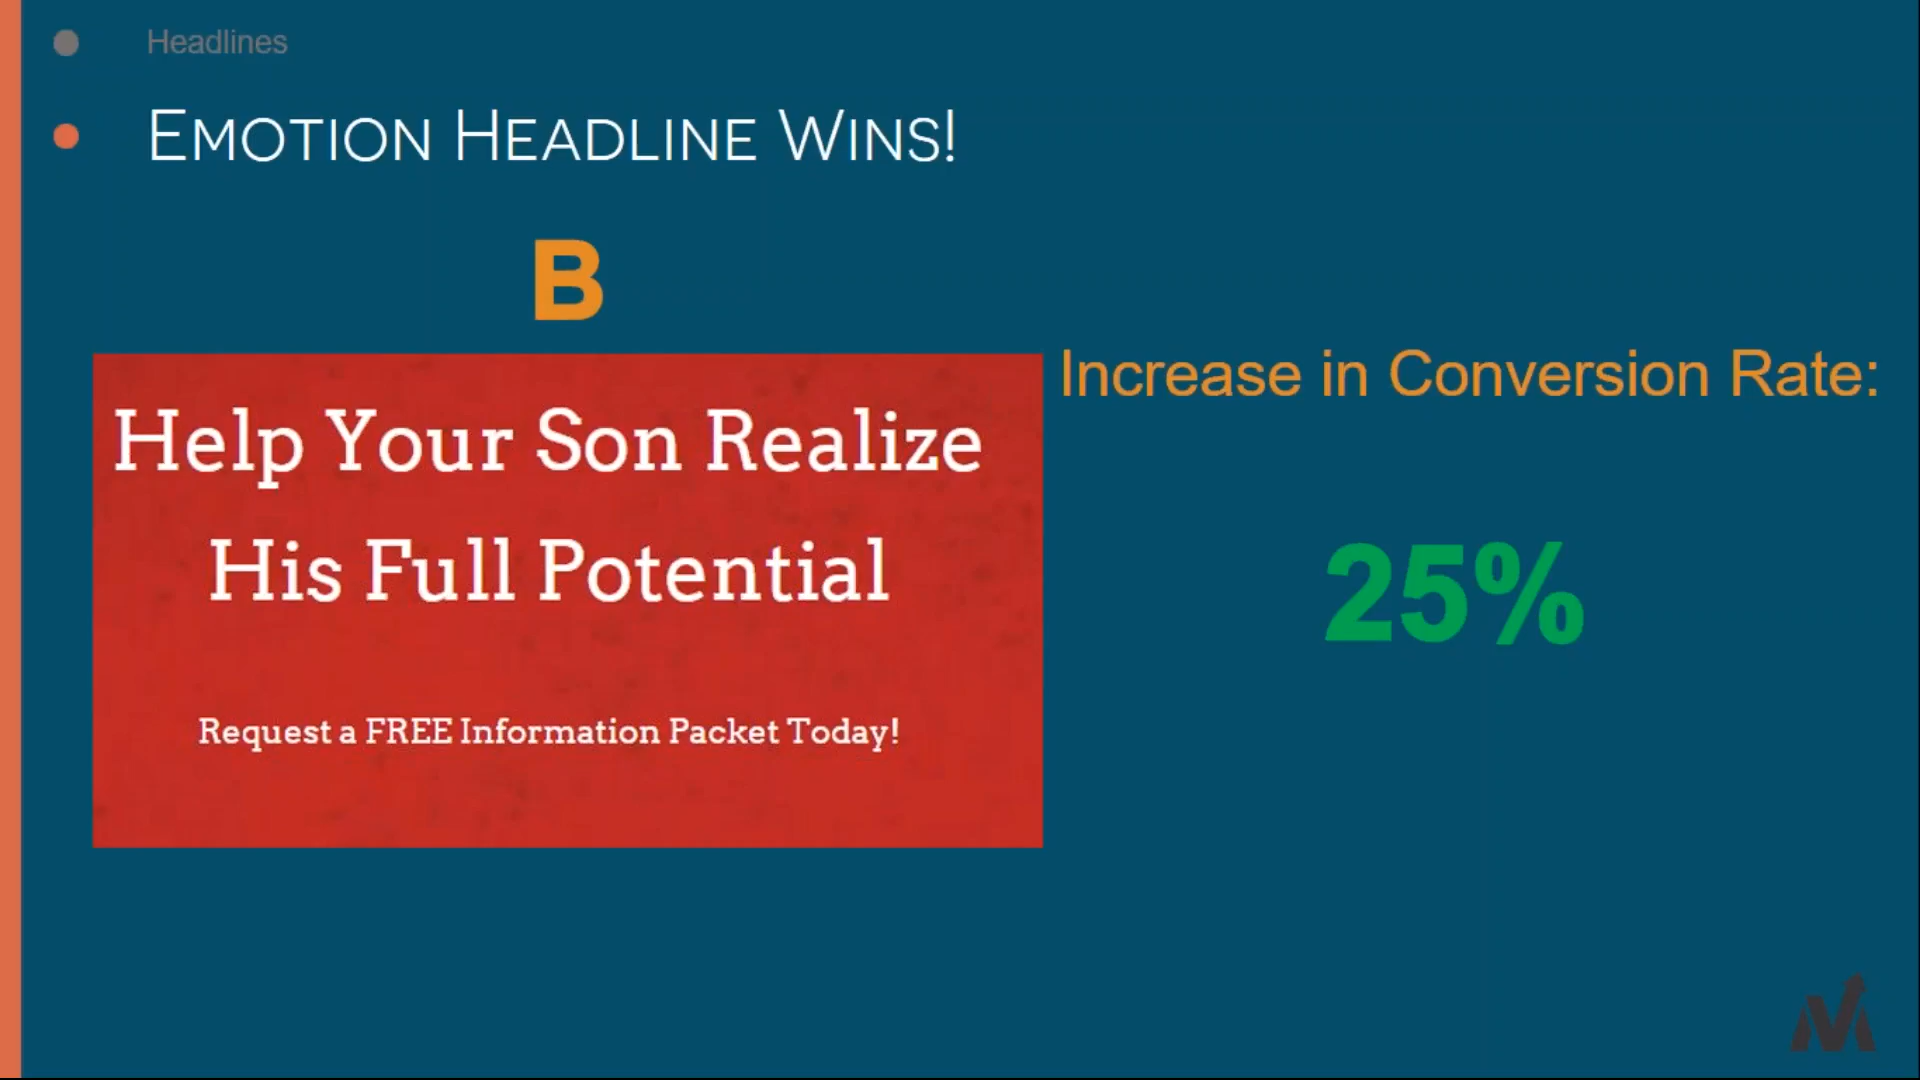 Headlines
Emotion Headline Wins!
B
Help Your Son Realize
His Full Potential
Request a FREE Information Packet Today!
Increase in Conversion Rate:
25%